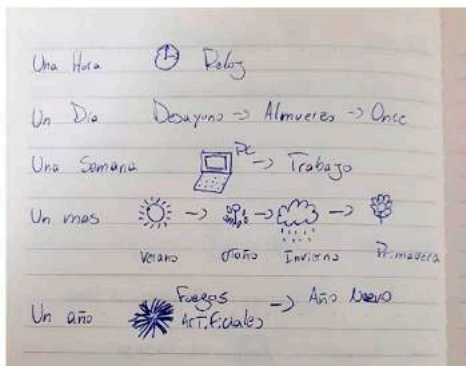 Una Hora Reloj
Un Dia Desayuno -> Almuerzo -> Once
Una Semana PC -> Trabajo
Un mes -> -> ->
Verano Otoño Invierno Primavera
Un año Fuegos Artificiales -> Año Nuevo